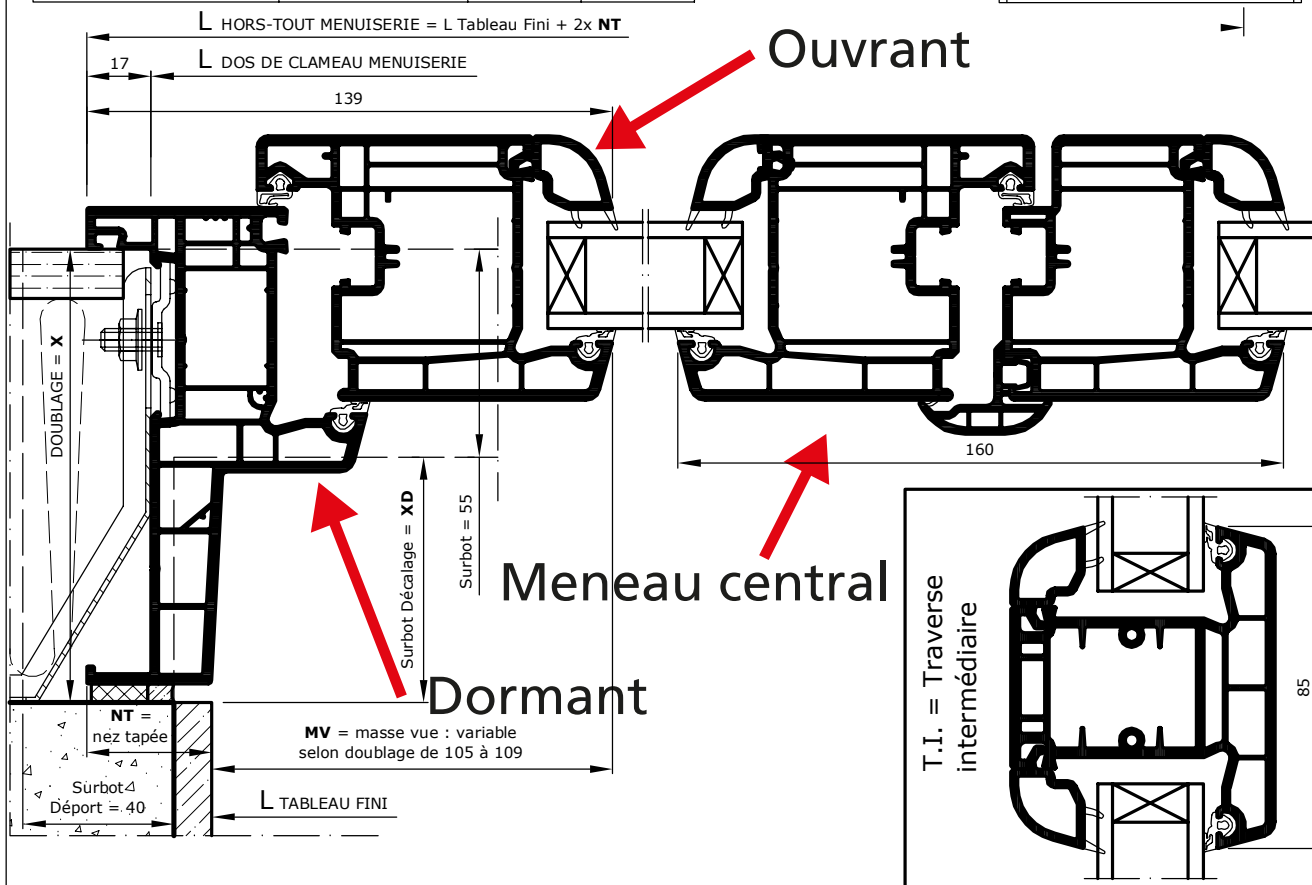 L HORS-TOUT MENUISERIE = L Tableau Fini + 2x NT
17
L DOS DE CLAMEAU MENUISERIE
139
Ouvrant
DOUBLAGE = X
Surbot Décalage = XD
Surbot = 55
160
Meneau central
Dormant
NT =
nez tapée
MV = masse vue : variable
selon doublage de 105 à 109
Surbot
Déport = 40
L TABLEAU FINI
T.I. = Traverse
intermédiaire
85